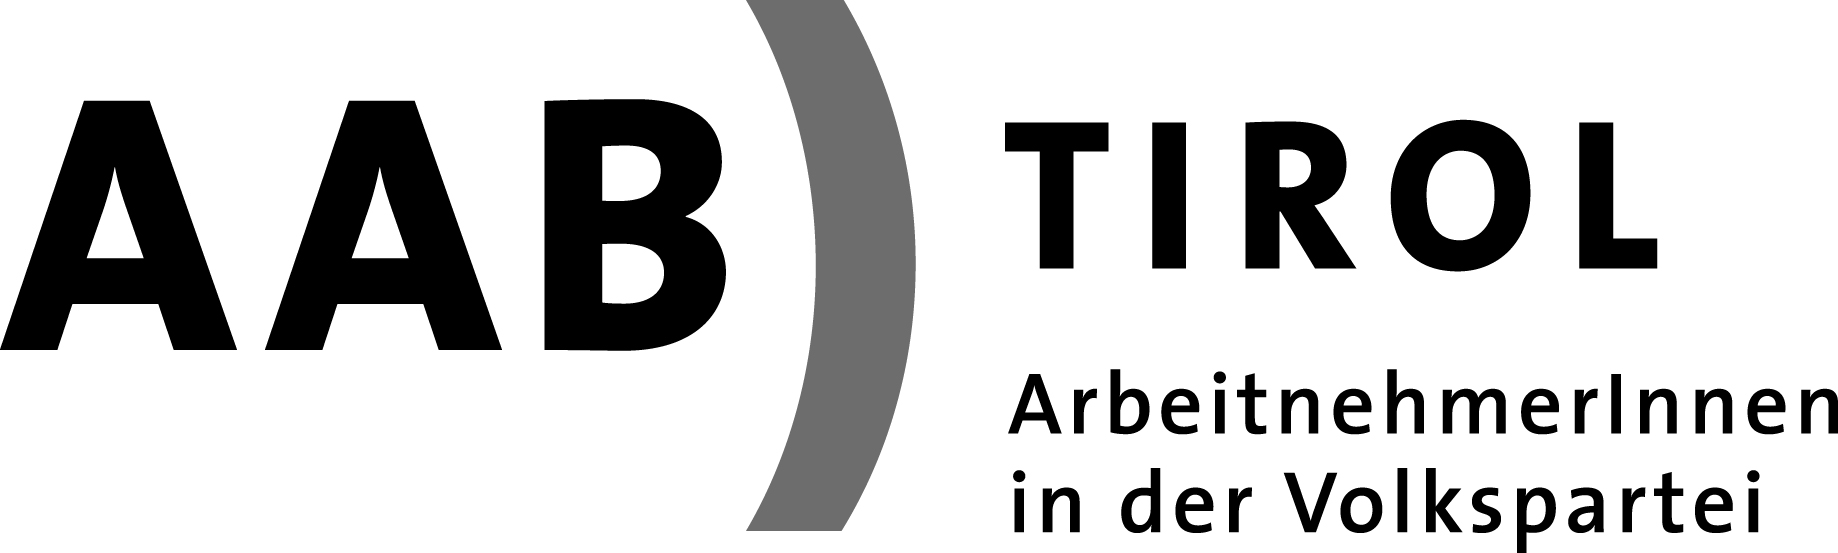 AAB
TIROL
ArbeitnehmerInnen
in der Volkspartei